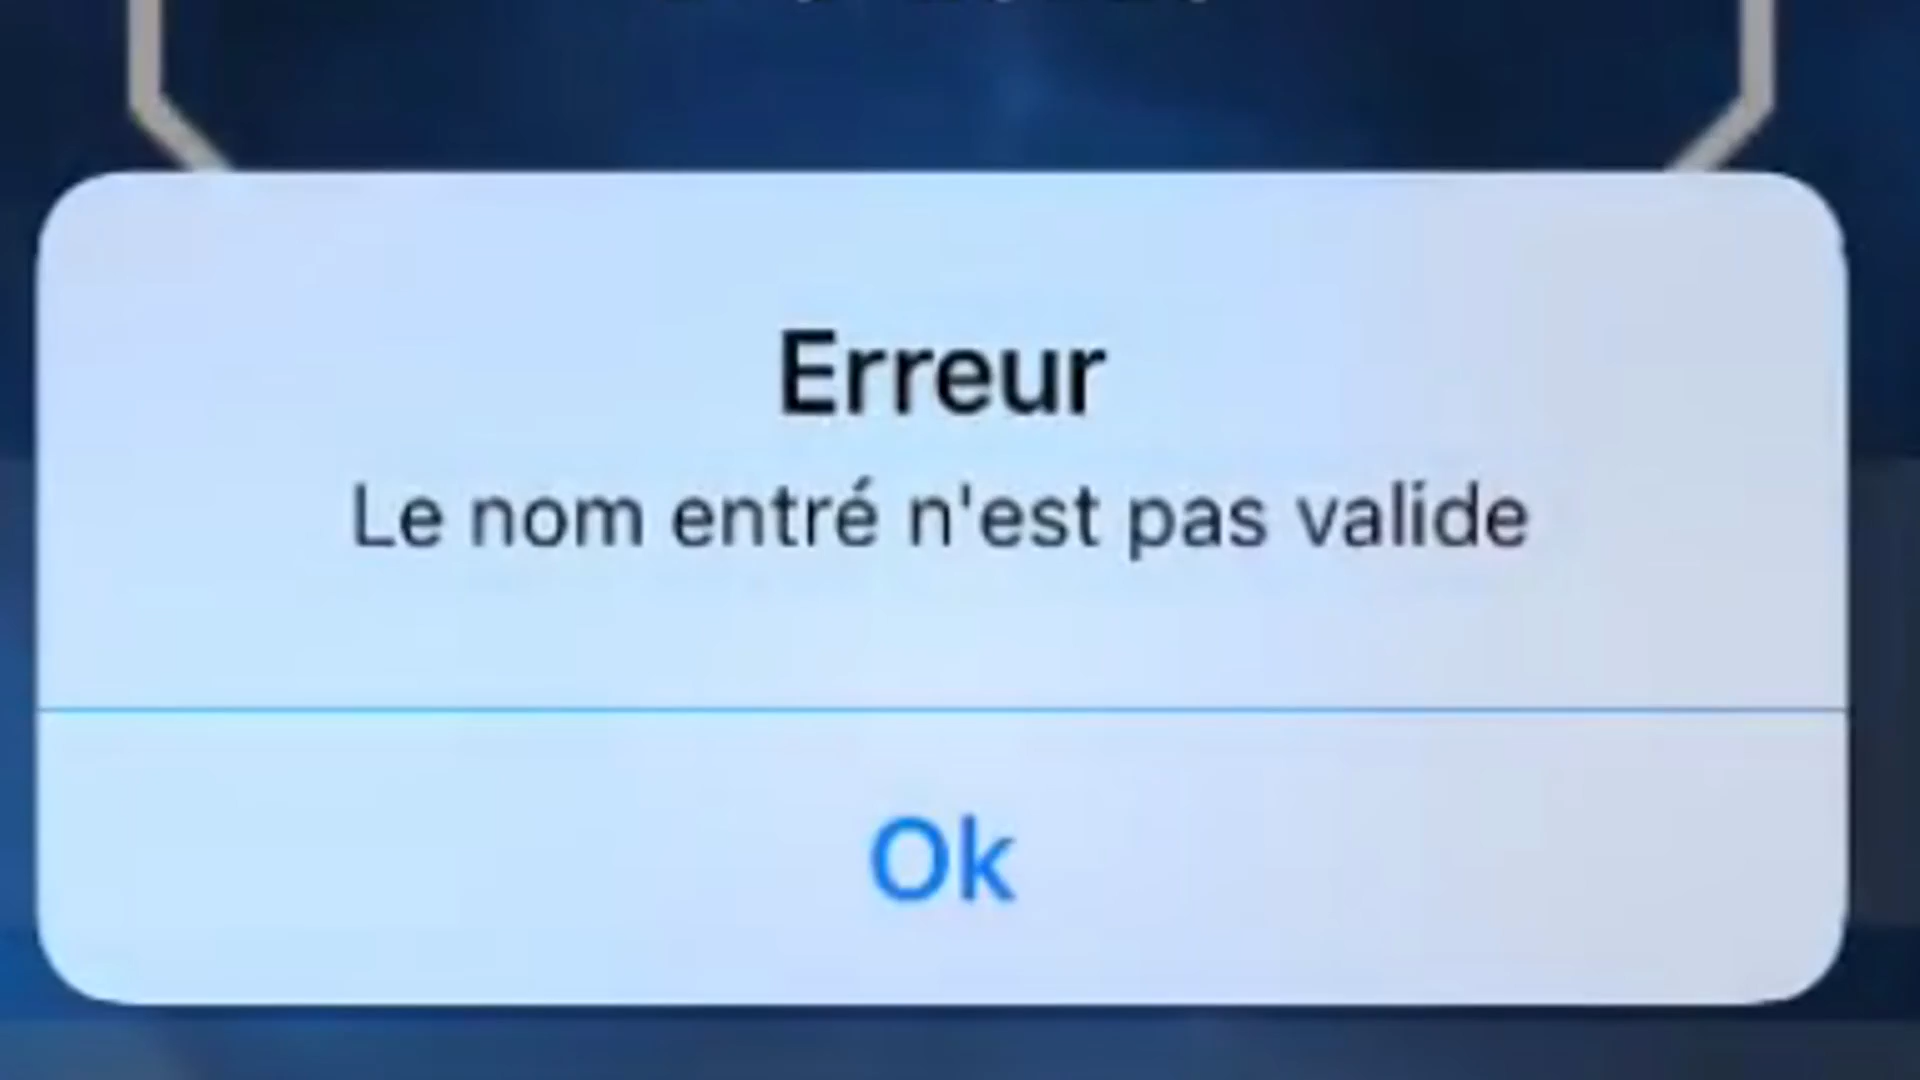 Erreur
Le nom entré n'est pas valide
Ok